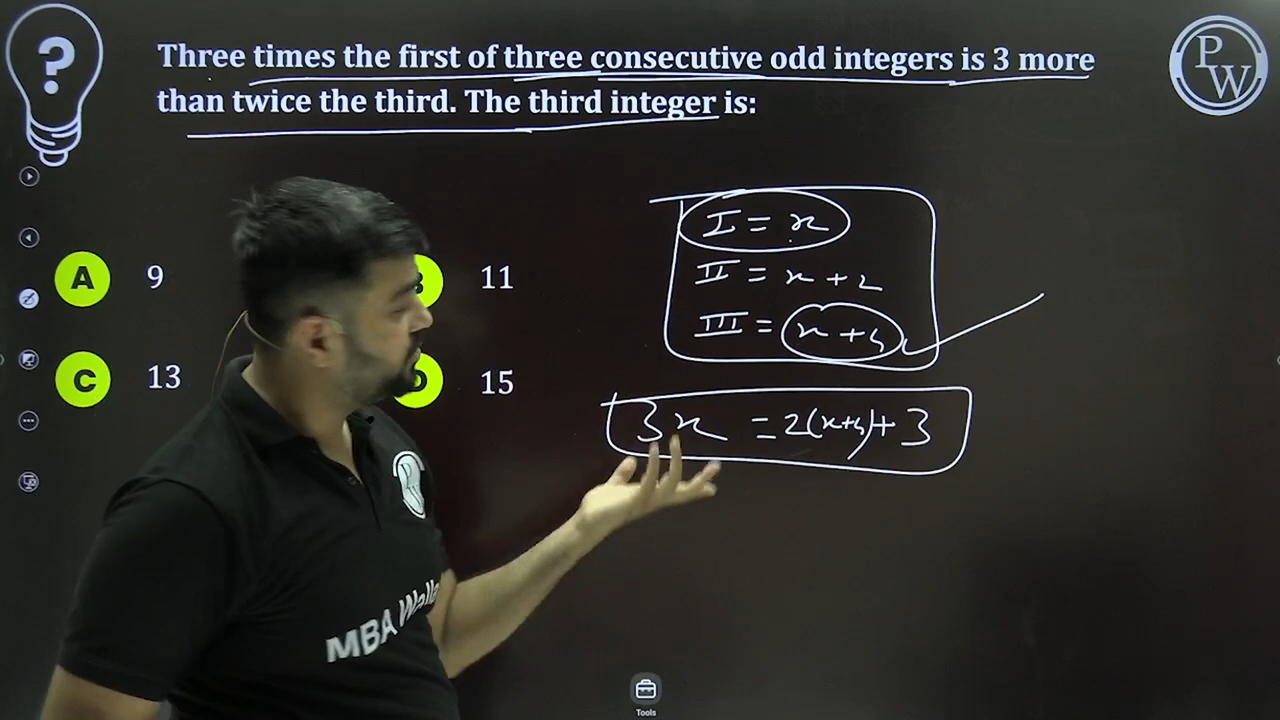 Three times the first of three consecutive odd integers is 3 more
than twice the third. The third integer is:
P
W
I = x
II = x + 2
III = x + 4
A 9
B 11
C 13
D 15
3x = 2(x+4) + 3
MBA Wallah
Tools